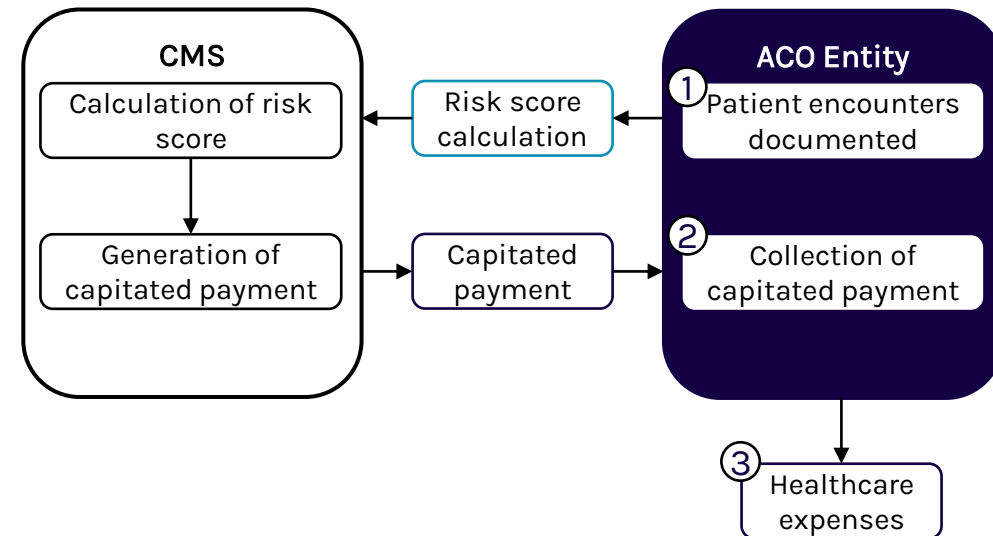 CMS
Calculation of risk
score
Generation of
capitated payment
Risk score
calculation
Capitated
payment
ACO Entity
1
Patient encounters
documented
2
Collection of
capitated payment
3
Healthcare
expenses